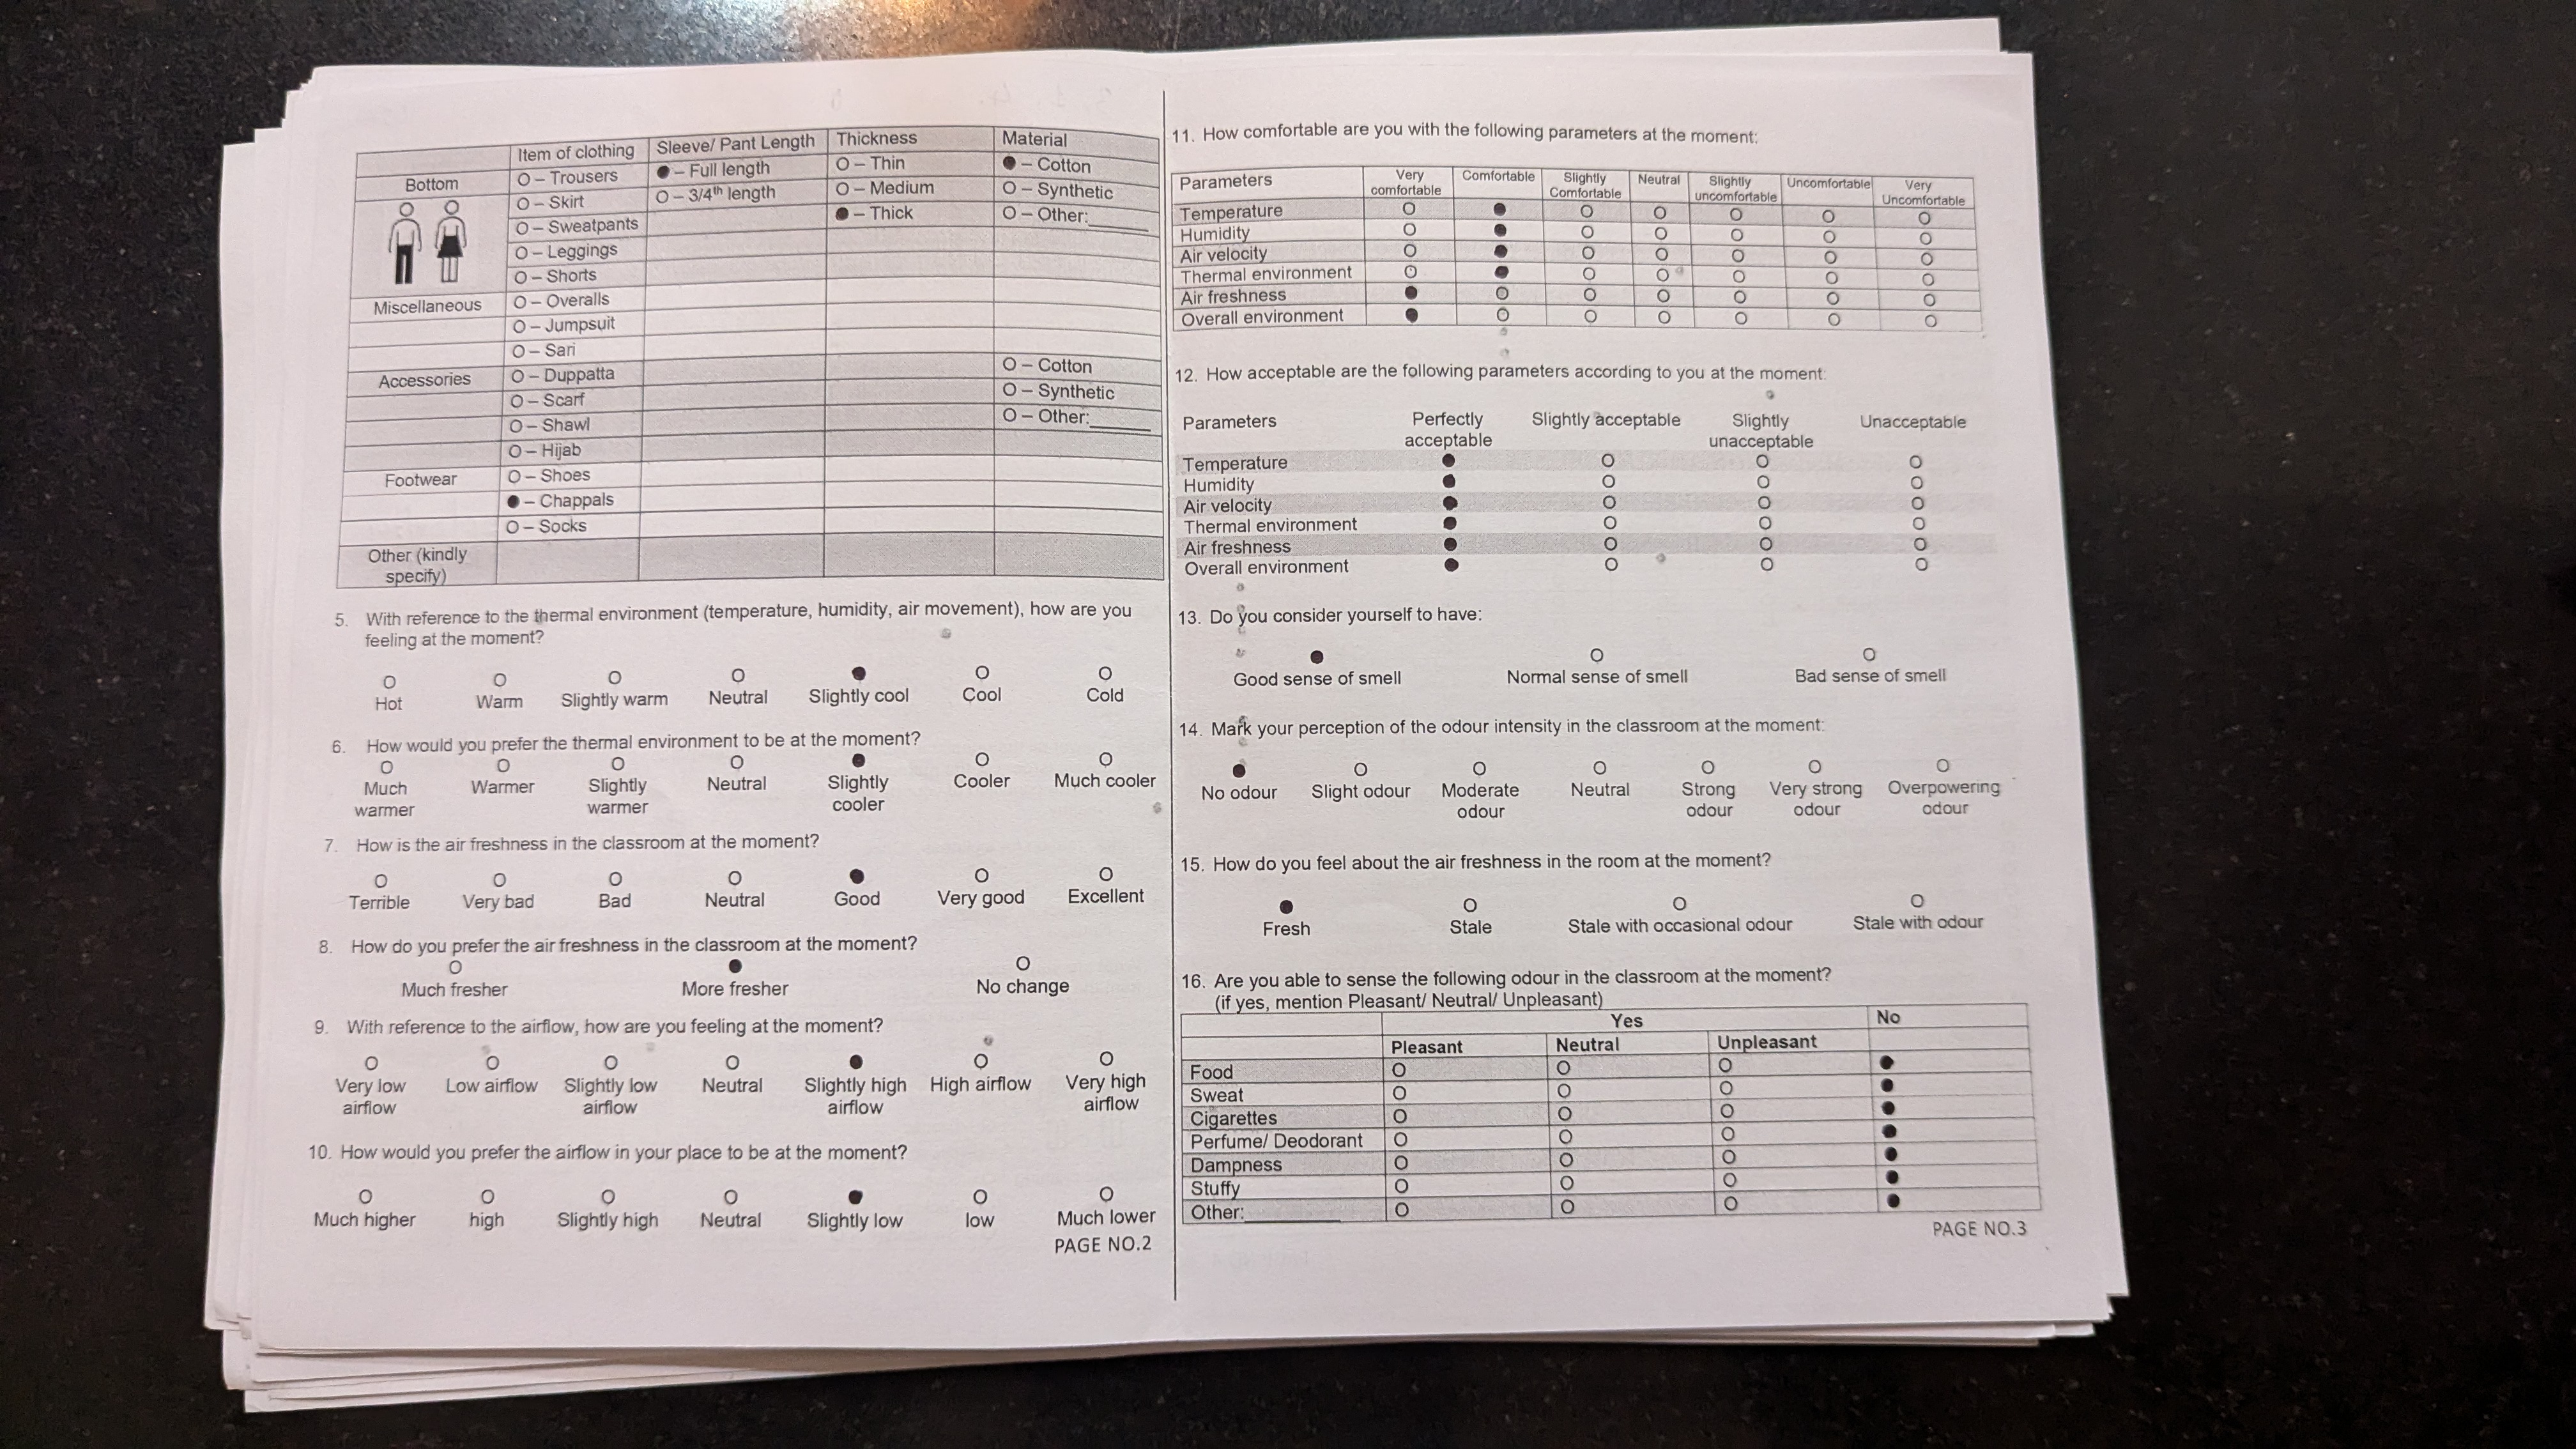 Item of clothing Sleeve/ Pant Length Thickness Material
Bottom O – Trousers ● – Full length O – Thin ● – Cotton
O – Skirt O – 3/4th length O – Medium O – Synthetic
O – Sweatpants ● – Thick O – Other:______
O – Leggings
O – Shorts
Miscellaneous O – Overalls
O – Jumpsuit
O – Sari
Accessories O – Duppatta O – Cotton
O – Scarf O – Synthetic
O – Shawl O – Other:______
O – Hijab
Footwear O – Shoes
● – Chappals
O – Socks
Other (kindly
specify)
5. With reference to the thermal environment (temperature, humidity, air movement), how are you
feeling at the moment?
O O O O ● O O
Hot Warm Slightly warm Neutral Slightly cool Cool Cold
6. How would you prefer the thermal environment to be at the moment?
O O O O ● O O
Much Warmer Slightly Neutral Slightly Cooler Much cooler
warmer warmer cooler
7. How is the air freshness in the classroom at the moment?
O O O O ● O O
Terrible Very bad Bad Neutral Good Very good Excellent
8. How do you prefer the air freshness in the classroom at the moment?
O ● O
Much fresher More fresher No change
9. With reference to the airflow, how are you feeling at the moment?
O O O O ● O O
Very low Low airflow Slightly low Neutral Slightly high High airflow Very high
airflow airflow airflow airflow
10. How would you prefer the airflow in your place to be at the moment?
O O O O ● O O
Much higher high Slightly high Neutral Slightly low low Much lower
PAGE NO.2
11. How comfortable are you with the following parameters at the moment:
Parameters Very Comfortable Slightly Neutral Slightly Uncomfortable Very
comfortable Comfortable uncomfortable Uncomfortable
Temperature O ● O O O O O
Humidity O ● O O O O O
Air velocity O ● O O O O O
Thermal environment O ● O O O O O
Air freshness ● O O O O O O
Overall environment ● O O O O O O
12. How acceptable are the following parameters according to you at the moment:
Parameters Perfectly Slightly acceptable Slightly Unacceptable
acceptable unacceptable
Temperature ● O O O
Humidity ● O O O
Air velocity ● O O O
Thermal environment ● O O O
Air freshness ● O O O
Overall environment ● O O O
13. Do you consider yourself to have:
● O O
Good sense of smell Normal sense of smell Bad sense of smell
14. Mark your perception of the odour intensity in the classroom at the moment:
● O O O O O O
No odour Slight odour Moderate Neutral Strong Very strong Overpowering
odour odour odour odour
15. How do you feel about the air freshness in the room at the moment?
● O O O
Fresh Stale Stale with occasional odour Stale with odour
16. Are you able to sense the following odour in the classroom at the moment?
(if yes, mention Pleasant/ Neutral/ Unpleasant)
Yes No
Pleasant Neutral Unpleasant
Food O O O ●
Sweat O O O ●
Cigarettes O O O ●
Perfume/ Deodorant O O O ●
Dampness O O O ●
Stuffy O O O ●
Other:__________ O O O ●
PAGE NO.3